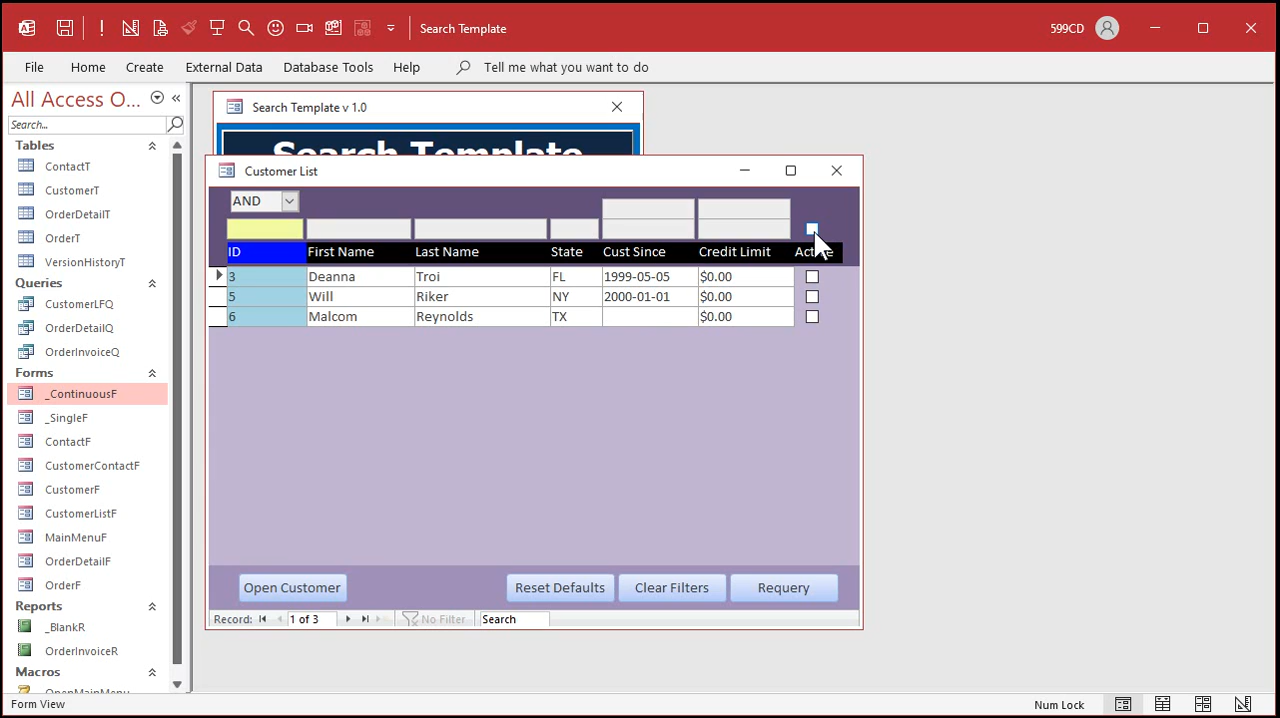 Search Template
599CD
File Home Create External Data Database Tools Help Tell me what you want to do
All Access O...
Search...
Tables
ContactT
CustomerT
OrderDetailT
OrderT
VersionHistoryT
Queries
CustomerLFQ
OrderDetailQ
OrderInvoiceQ
Forms
_ContinuousF
_SingleF
ContactF
CustomerContactF
CustomerF
CustomerListF
MainMenuF
OrderDetailF
OrderF
Reports
_BlankR
OrderInvoiceR
Macros
OpenMainMenu
Search Template v 1.0
Search Template
Customer List
AND
ID First Name Last Name State Cust Since Credit Limit Active
3 Deanna Troi FL 1999-05-05 $0.00
5 Will Riker NY 2000-01-01 $0.00
6 Malcom Reynolds TX $0.00
Open Customer Reset Defaults Clear Filters Requery
Record: 1 of 3 No Filter Search
Form View
Num Lock